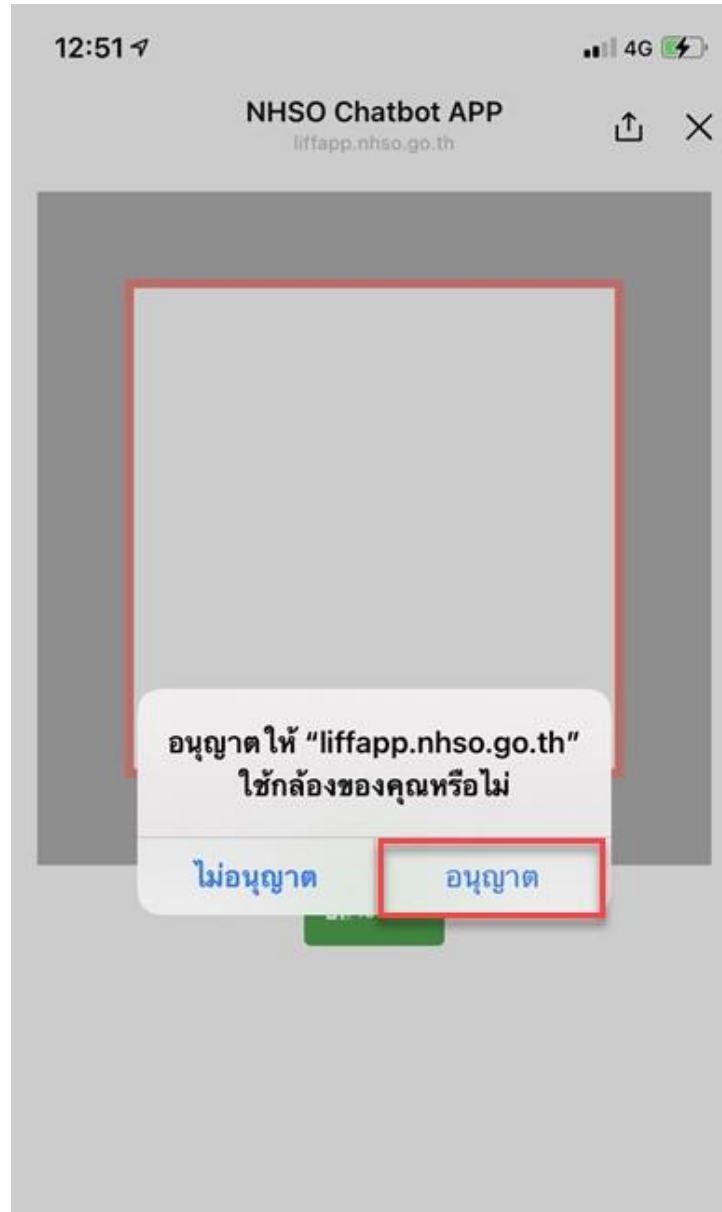 12:51
4G
NHSO Chatbot APP
liffapp.nhso.go.th
อนุญาตให้ “liffapp.nhso.go.th”
ใช้กล้องของคุณหรือไม่
ไม่อนุญาต
อนุญาต